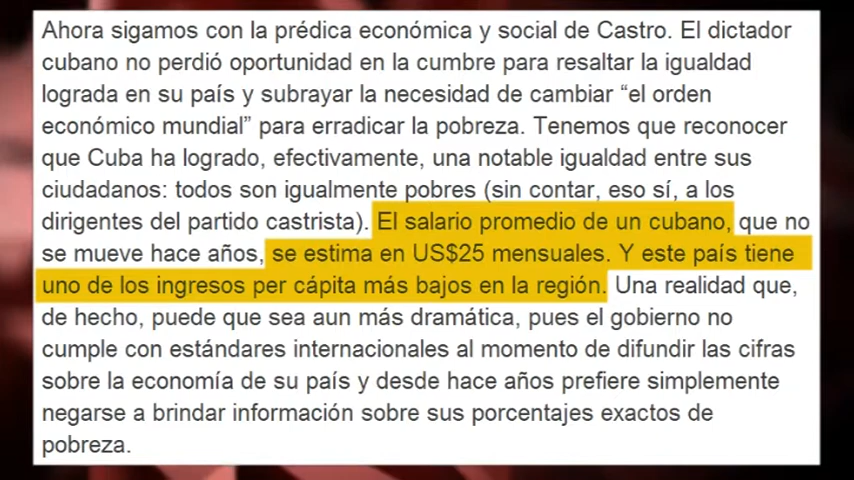 Ahora sigamos con la prédica económica y social de Castro. El dictador
cubano no perdió oportunidad en la cumbre para resaltar la igualdad
lograda en su país y subrayar la necesidad de cambiar “el orden
económico mundial” para erradicar la pobreza. Tenemos que reconocer
que Cuba ha logrado, efectivamente, una notable igualdad entre sus
ciudadanos: todos son igualmente pobres (sin contar, eso sí, a los
dirigentes del partido castrista). El salario promedio de un cubano, que no
se mueve hace años, se estima en US$25 mensuales. Y este país tiene
uno de los ingresos per cápita más bajos en la región. Una realidad que,
de hecho, puede que sea aun más dramática, pues el gobierno no
cumple con estándares internacionales al momento de difundir las cifras
sobre la economía de su país y desde hace años prefiere simplemente
negarse a brindar información sobre sus porcentajes exactos de
pobreza.